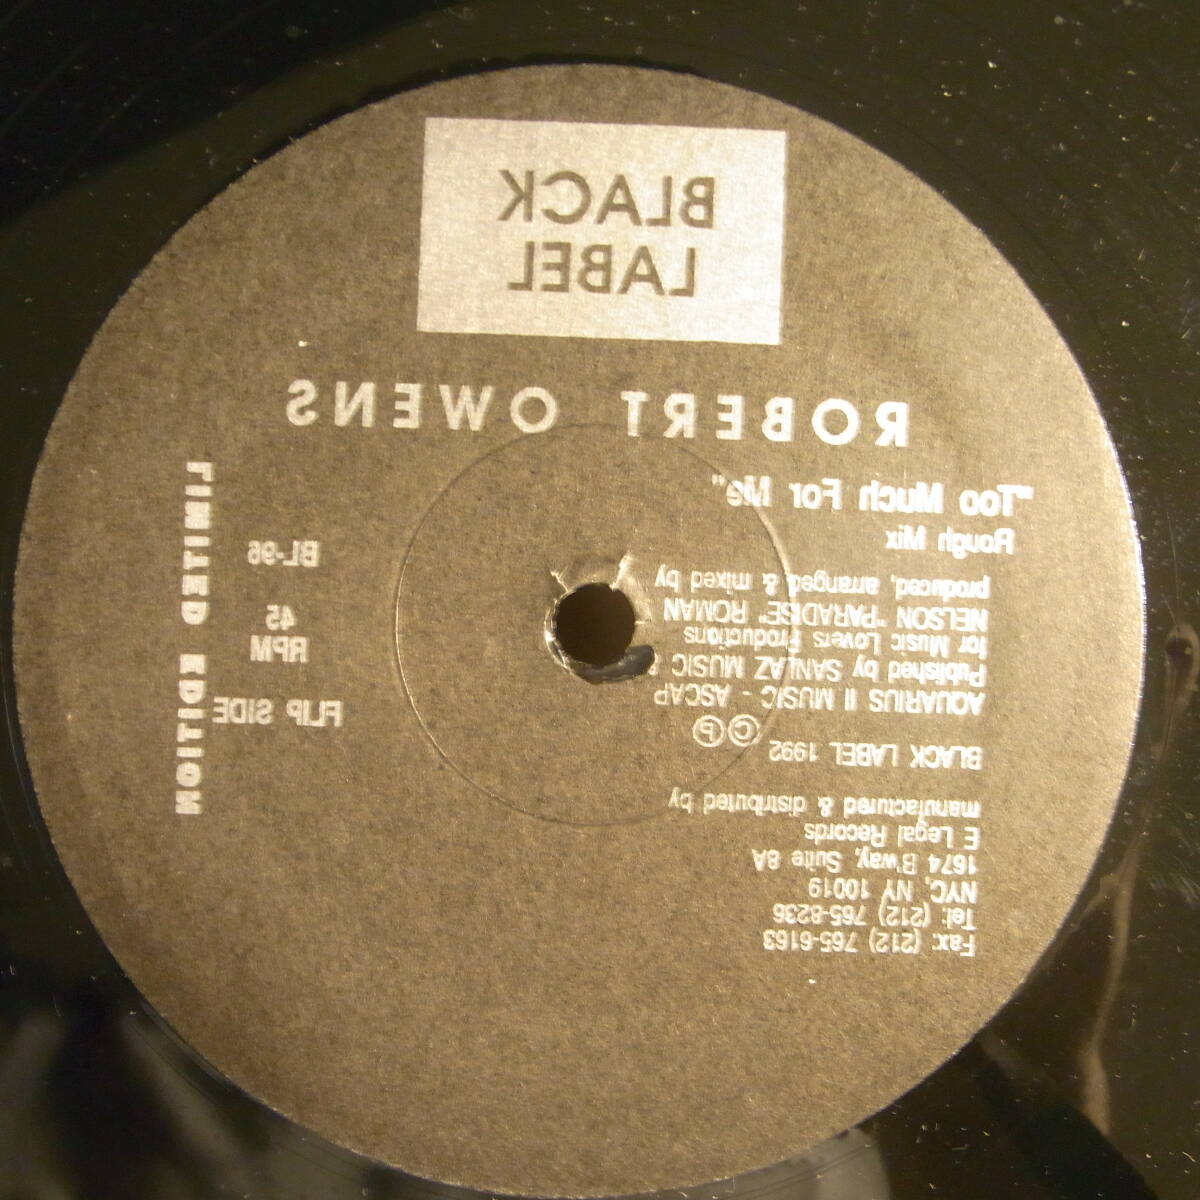 BLACK
LABEL
ROBERT OWENS
"Too Much For Me"
Rough Mix
produced, arranged & mixed by
NELSON "PARADISE" ROMAN
for Music Lovers Productions
Published by SANLAZ MUSIC &
AQUARIUS II MUSIC - ASCAP
Ⓒ Ⓟ
BLACK LABEL 1992
manufactured & distributed by
E Legal Records
1674 B'way, Suite 8A
NYC, NY 10019
Tel: (212) 765-8236
Fax: (212) 765-6163
BL-96
45
RPM
FLIP SIDE
LIMITED EDITION